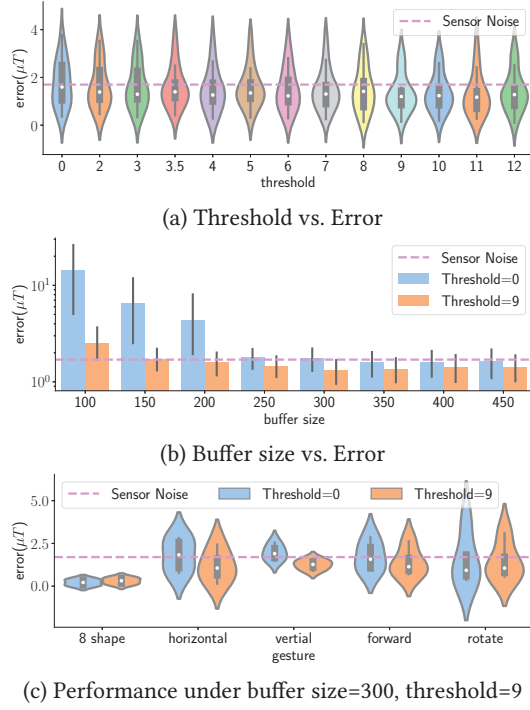 4
2
0
error(μT)
Sensor Noise
0 2 3 3.5 4 5 6 7 8 9 10 11 12
threshold
(a) Threshold vs. Error
10¹
10⁰
error(μT)
Sensor Noise
Threshold=0
Threshold=9
100 150 200 250 300 350 400 450
buffer size
(b) Buffer size vs. Error
5.0
2.5
0.0
error(μT)
Sensor Noise Threshold=0 Threshold=9
8 shape horizontal vertial forward rotate
gesture
(c) Performance under buffer size=300, threshold=9